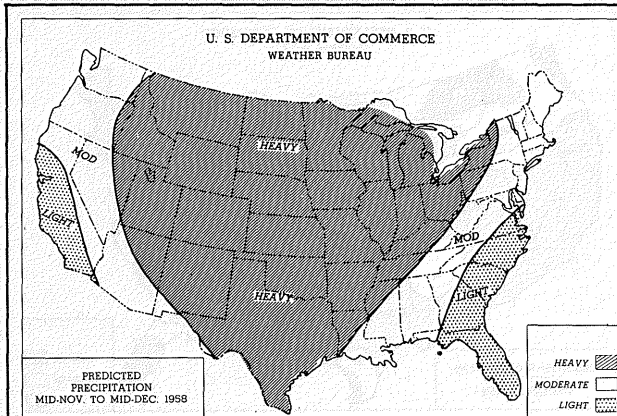 U. S. DEPARTMENT OF COMMERCE
WEATHER BUREAU
HEAVY
MOD
LIGHT
MOD
HEAVY
LIGHT
PREDICTED
PRECIPITATION
MID-NOV. TO MID-DEC. 1958
HEAVY
MODERATE
LIGHT